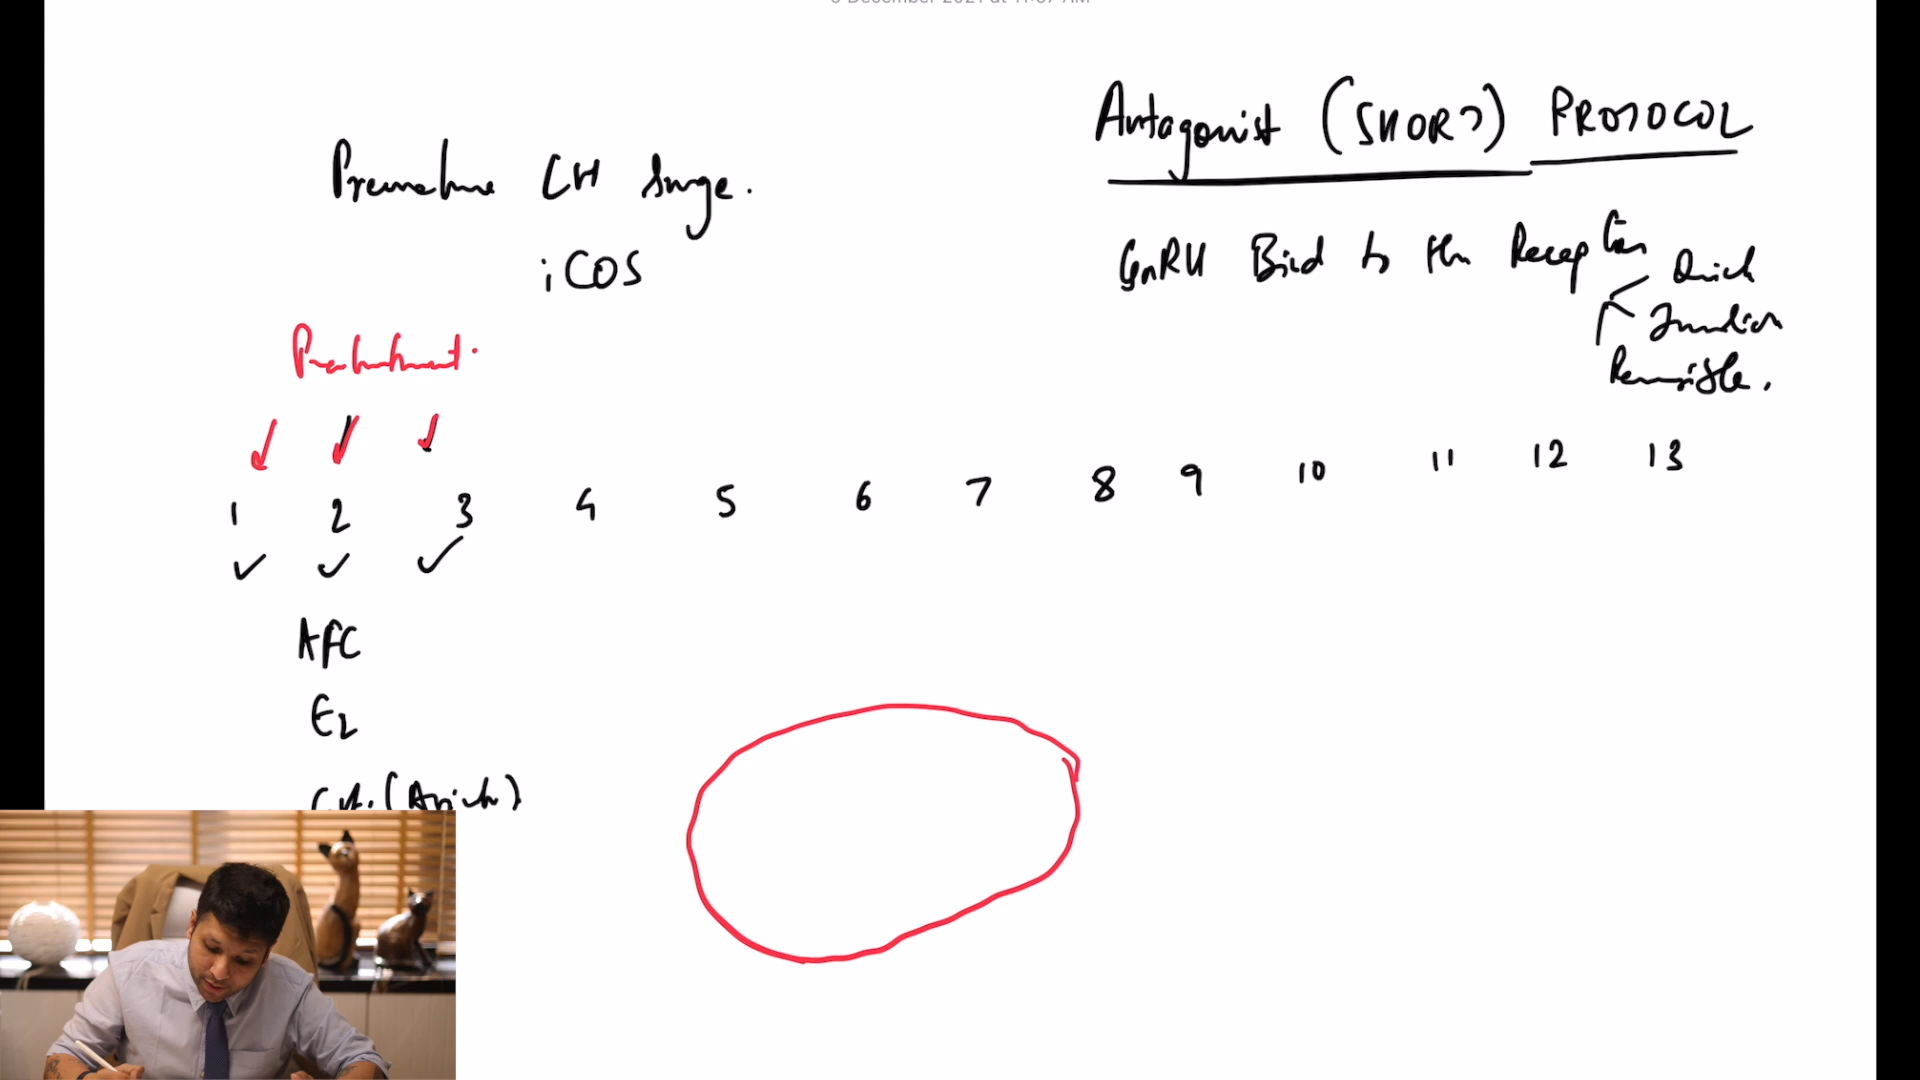 Antagonist (SHORT) PROTOCOL
Premature LH Surge.
GnRH Bind to the Receptors
Quick
iCOS
Function
Pretreatment.
Reversible.
1 2 3 4 5 6 7 8 9 10 11 12 13
AFC
E2